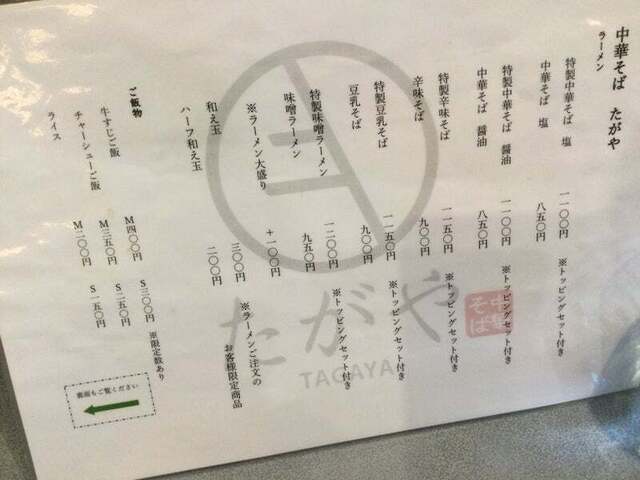 中華そば たがや
ラーメン
特製中華そば 塩 一一〇〇円 ※トッピングセット付き
中華そば 塩 八五〇円
特製中華そば 醤油 一一〇〇円 ※トッピングセット付き
中華そば 醤油 八五〇円
特製辛味そば 一一五〇円 ※トッピングセット付き
辛味そば 九〇〇円
特製豆乳そば 一一五〇円 ※トッピングセット付き
豆乳そば 九〇〇円
特製味噌ラーメン 一二〇〇円 ※トッピングセット付き
味噌ラーメン 九五〇円
※ラーメン大盛り +一〇〇円
和え玉 三〇〇円 ※ラーメンご注文の
お客様限定商品
ハーフ和え玉 二〇〇円
ご飯物
牛すじご飯 M四〇〇円 S三〇〇円 ※限定数あり
チャーシューご飯 M三五〇円 S二五〇円
ライス M二〇〇円 S一五〇円
裏面もご覧ください
たがや
TAGAYA
中華そば